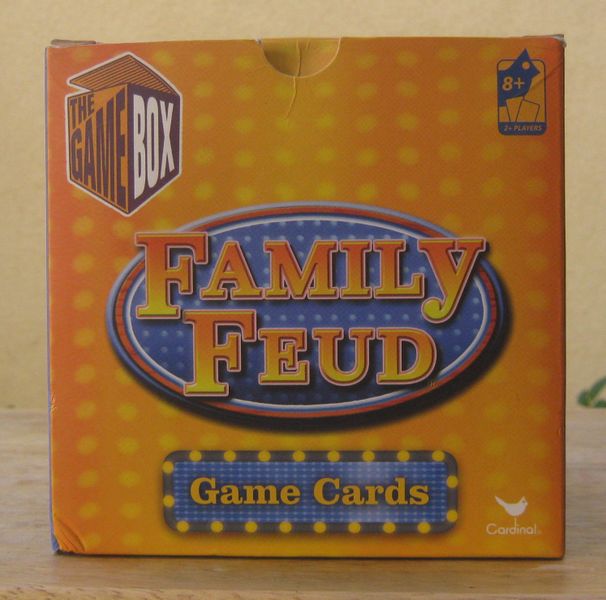 THE
GAME
BOX
8+
2+ PLAYERS
FAMILY
FEUD
Game Cards
Cardinal